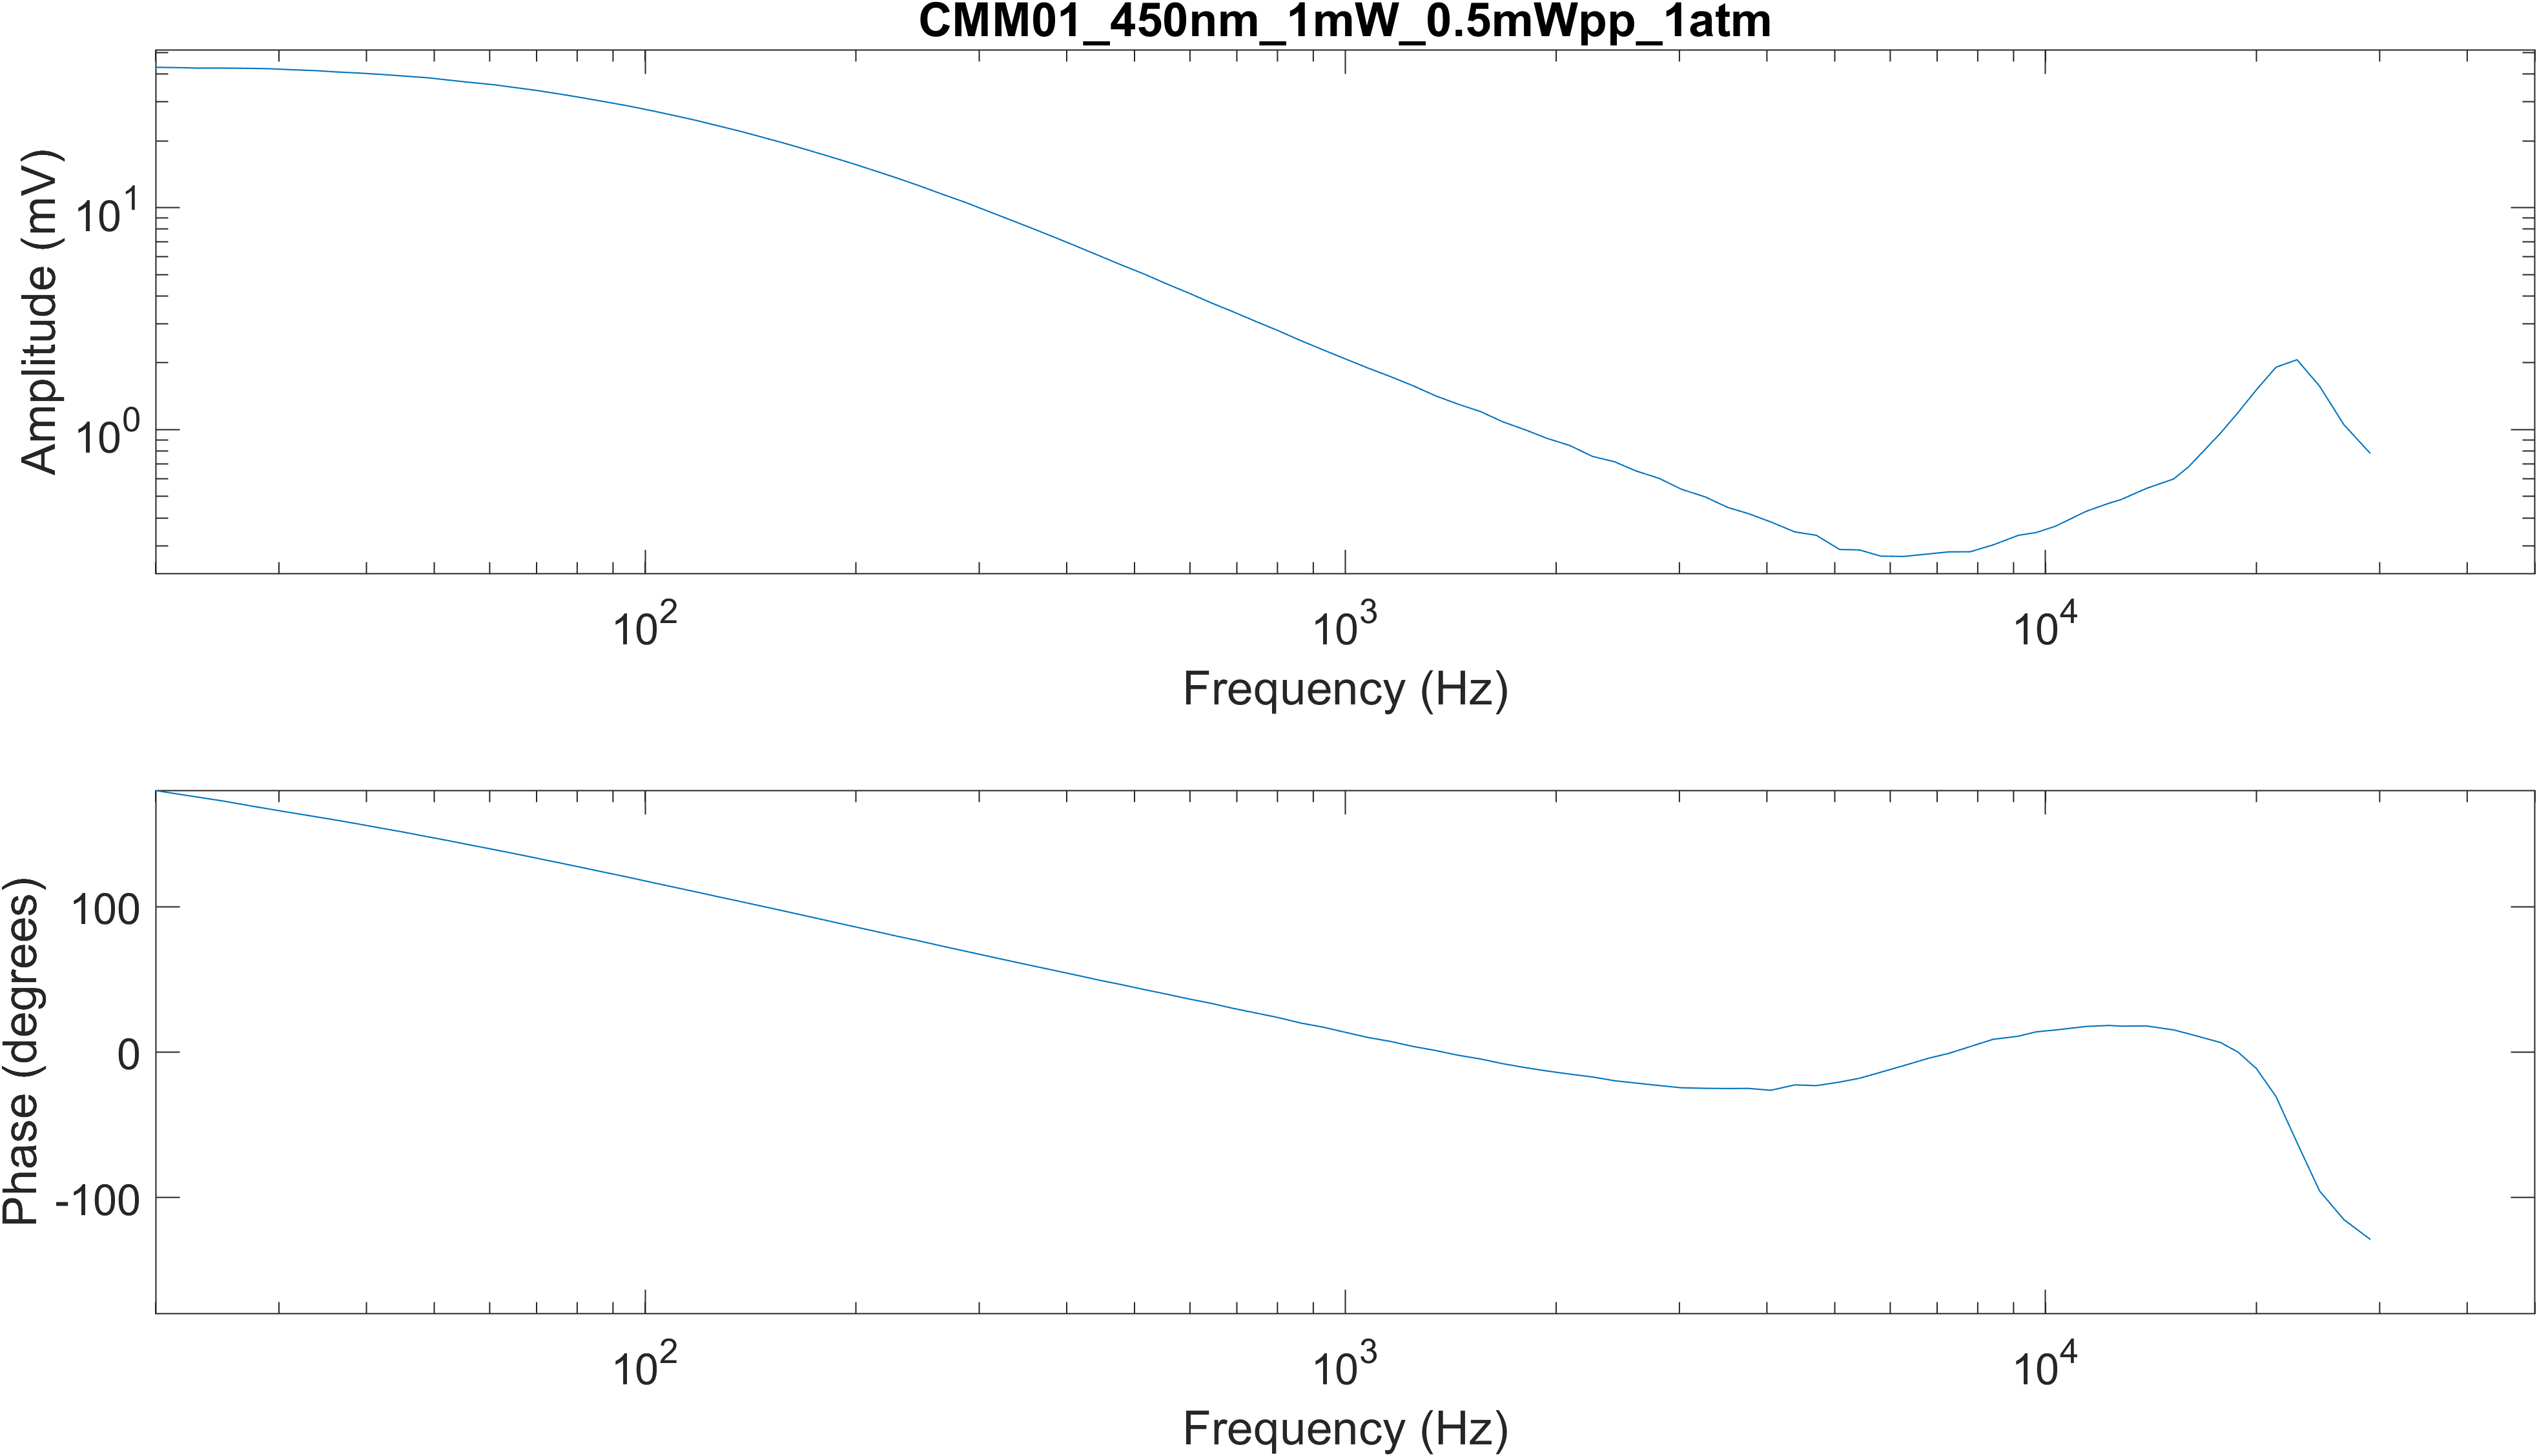 CMM01_450nm_1mW_0.5mWpp_1atm
Amplitude (mV)
10^1
10^0
10^2
10^3
10^4
Frequency (Hz)
Phase (degrees)
100
0
-100
10^2
10^3
10^4
Frequency (Hz)